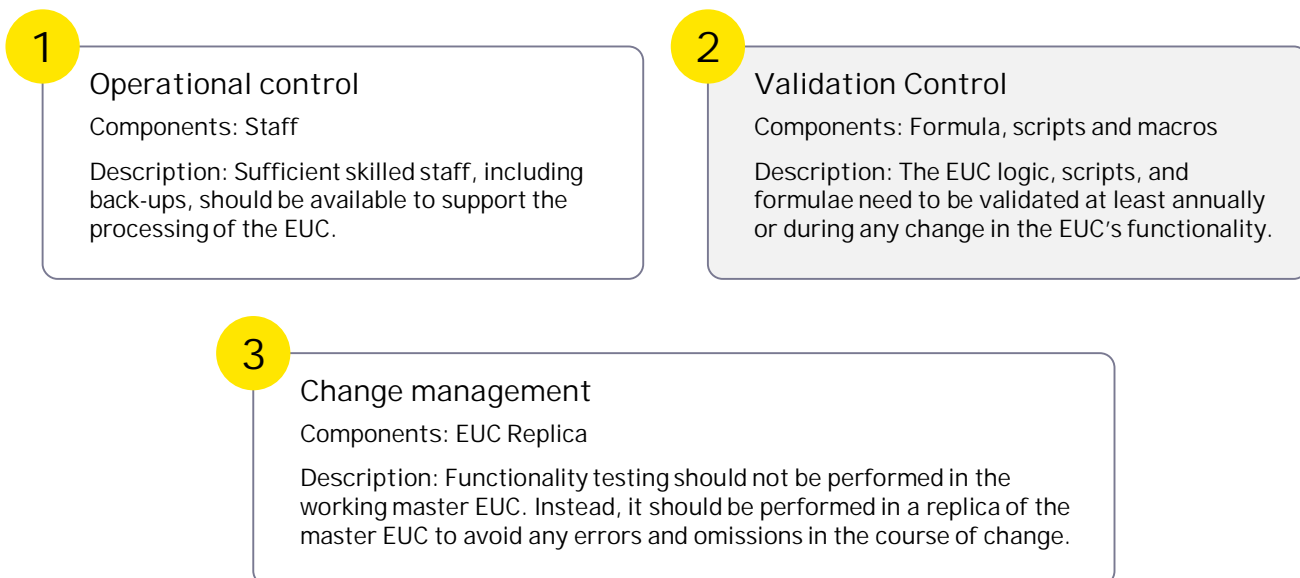 1
Operational control
Components: Staff
Description: Sufficient skilled staff, including
back-ups, should be available to support the
processing of the EUC.
2
Validation Control
Components: Formula, scripts and macros
Description: The EUC logic, scripts, and
formulae need to be validated at least annually
or during any change in the EUC’s functionality.
3
Change management
Components: EUC Replica
Description: Functionality testing should not be performed in the
working master EUC. Instead, it should be performed in a replica of the
master EUC to avoid any errors and omissions in the course of change.